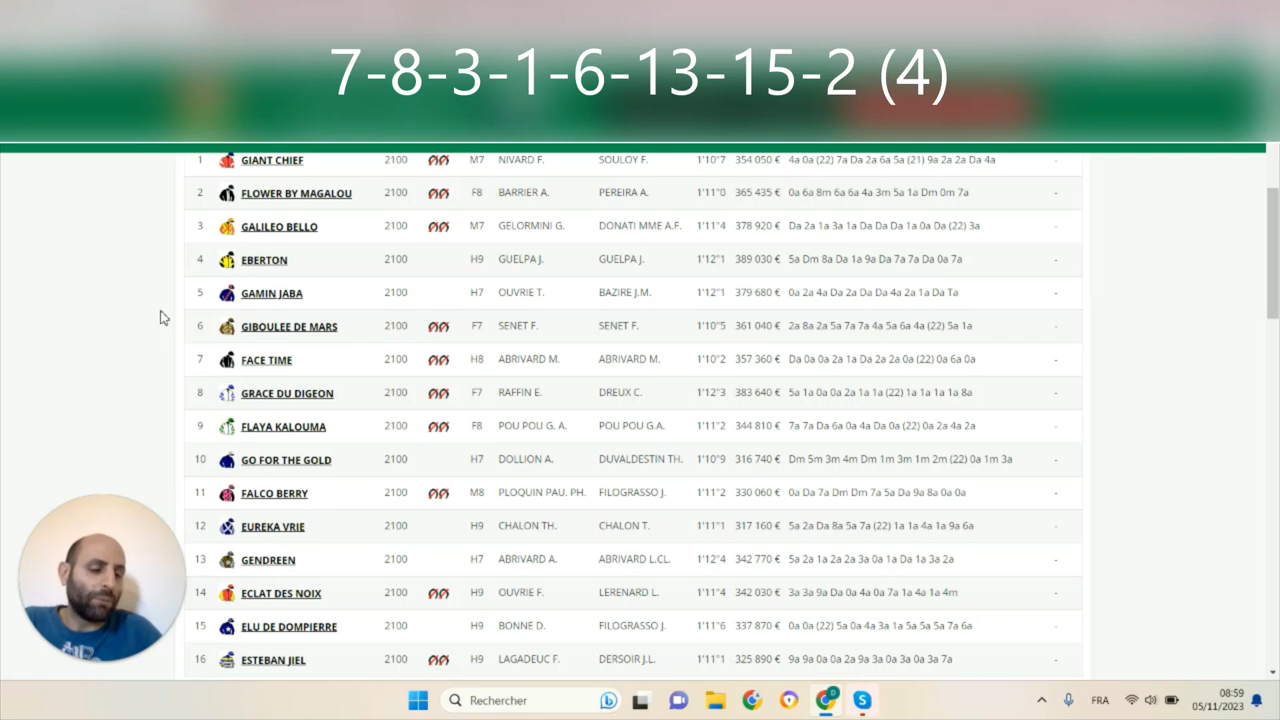 7-8-3-1-6-13-15-2 (4)
1 GIANT CHIEF 2100 M7 NIVARD F. SOULOY F. 1'10"7 354 050 € 4a 0a (22) 7a Da 2a 6a 5a (21) 9a 2a 2a Da 4a -
2 FLOWER BY MAGALOU 2100 F8 BARRIER A. PEREIRA A. 1'11"0 365 435 € 0a 6a 8m 6a 6a 4a 3m 5a 1a Dm 0m 7a -
3 GALILEO BELLO 2100 M7 GELORMINI G. DONATI MME A.F. 1'11"4 378 920 € Da 2a 1a 3a 1a Da Da Da 1a 0a Da (22) 3a -
4 EBERTON 2100 H9 GUELPA J. GUELPA J. 1'12"1 389 030 € 5a Dm 8a Da 1a 9a Da 7a 7a Da 0a 7a -
5 GAMIN JABA 2100 H7 OUVRIE T. BAZIRE J.M. 1'12"1 379 680 € 0a 2a 4a Da 2a Da Da 4a 2a 1a Da Ta -
6 GIBOULEE DE MARS 2100 F7 SENET F. SENET F. 1'10"5 361 040 € 2a 8a 2a 5a 7a 7a 4a 5a 6a 4a (22) 5a 1a -
7 FACE TIME 2100 H8 ABRIVARD M. ABRIVARD M. 1'10"2 357 360 € Da 0a 0a 2a 1a Da 2a 2a 0a (22) 0a 6a 0a -
8 GRACE DU DIGEON 2100 F7 RAFFIN E. DREUX C. 1'12"3 383 640 € 5a 1a 0a 0a 2a 1a 1a (22) 1a 1a 1a 1a 8a -
9 FLAYA KALOUMA 2100 F8 POU POU G. A. POU POU G.A. 1'11"2 344 810 € 7a 7a Da 6a 0a 4a Da 0a (22) 0a 2a 4a 2a -
10 GO FOR THE GOLD 2100 H7 DOLLION A. DUVALDESTIN TH. 1'10"9 316 740 € Dm 5m 3m 4m Dm 1m 3m 1m 2m (22) 0a 1m 3a -
11 FALCO BERRY 2100 M8 PLOQUIN PAU. PH. FILOGRASSO J. 1'11"2 330 060 € 0a Da 7a Dm Dm 7a 5a Da 9a 8a 0a 0a -
12 EUREKA VRIE 2100 H9 CHALON TH. CHALON T. 1'11"1 317 160 € 5a 2a Da 8a 5a 7a (22) 1a 1a 4a 1a 9a 6a -
13 GENDREEN 2100 H7 ABRIVARD A. ABRIVARD L.CL. 1'12"4 342 770 € 5a 2a 1a 2a 2a 3a 0a 1a Da 1a 3a 2a -
14 ECLAT DES NOIX 2100 H9 OUVRIE F. LERENARD L. 1'11"4 342 030 € 3a 3a 9a Da 0a 4a 0a 7a 1a 4a 1a 4m -
15 ELU DE DOMPIERRE 2100 H9 BONNE D. FILOGRASSO J. 1'11"6 337 870 € 0a 0a (22) 5a 0a 4a 3a 1a 5a 5a 5a 7a 6a -
16 ESTEBAN JIEL 2100 H9 LAGADEUC F. DERSOIR J.L. 1'11"1 325 890 € 9a 9a 0a 0a 2a 9a 3a 0a 3a 0a 3a 7a -
Rechercher
FRA
08:59
05/11/2023